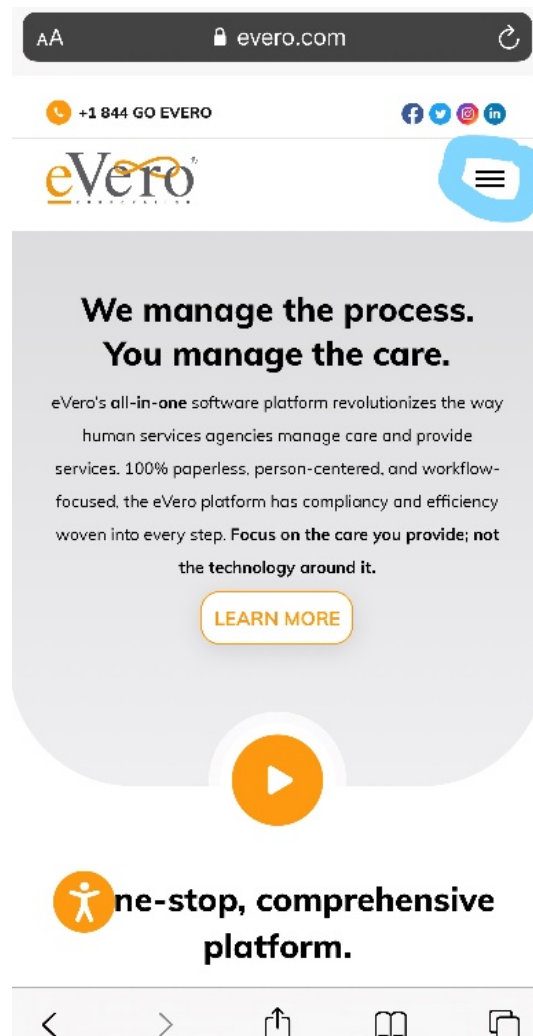 AA evero.com
+1 844 GO EVERO
eVero
We manage the process.
You manage the care.
eVero's all-in-one software platform revolutionizes the way
human services agencies manage care and provide
services. 100% paperless, person-centered, and workflow-
focused, the eVero platform has compliancy and efficiency
woven into every step. Focus on the care you provide; not
the technology around it.
LEARN MORE
ne-stop, comprehensive
platform.